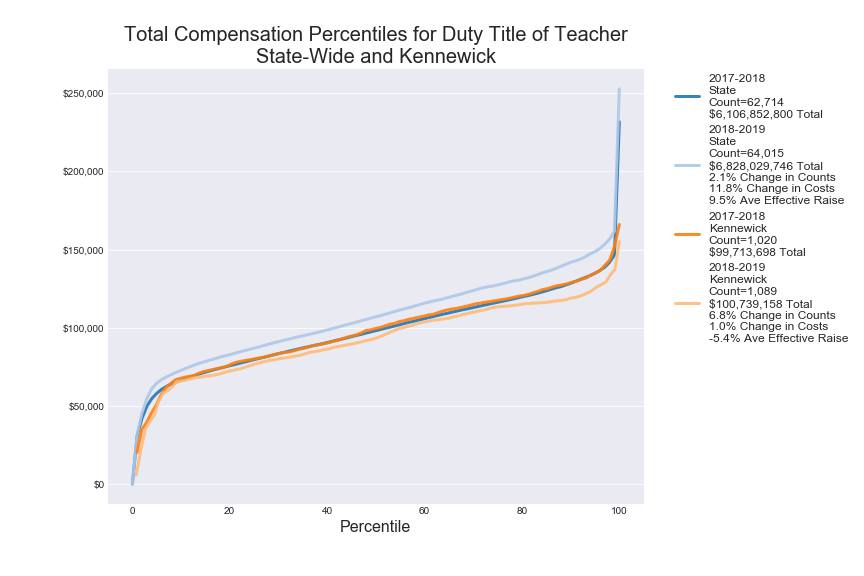 Total Compensation Percentiles for Duty Title of Teacher
State-Wide and Kennewick
$250,000
$200,000
$150,000
$100,000
$50,000
$0
0
20
40
60
80
100
Percentile
2017-2018
State
Count=62,714
$6,106,852,800 Total
2018-2019
State
Count=64,015
$6,828,029,746 Total
2.1% Change in Counts
11.8% Change in Costs
9.5% Ave Effective Raise
2017-2018
Kennewick
Count=1,020
$99,713,698 Total
2018-2019
Kennewick
Count=1,089
$100,739,158 Total
6.8% Change in Counts
1.0% Change in Costs
-5.4% Ave Effective Raise